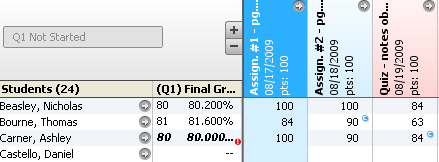 Q1 Not Started
+
−
Assign. #1 - pg....
08/17/2009
pts: 100
Assign. #2 - pg....
08/18/2009
pts: 100
Quiz - notes ob...
08/19/2009
pts: 100
Students (24) (Q1) Final Gr...
Beasley, Nicholas 80 80.200% 100 100 84
Bourne, Thomas 81 81.600% 84 90 63
Carner, Ashley 80 80.000... 100 90 84
Castello, Daniel --